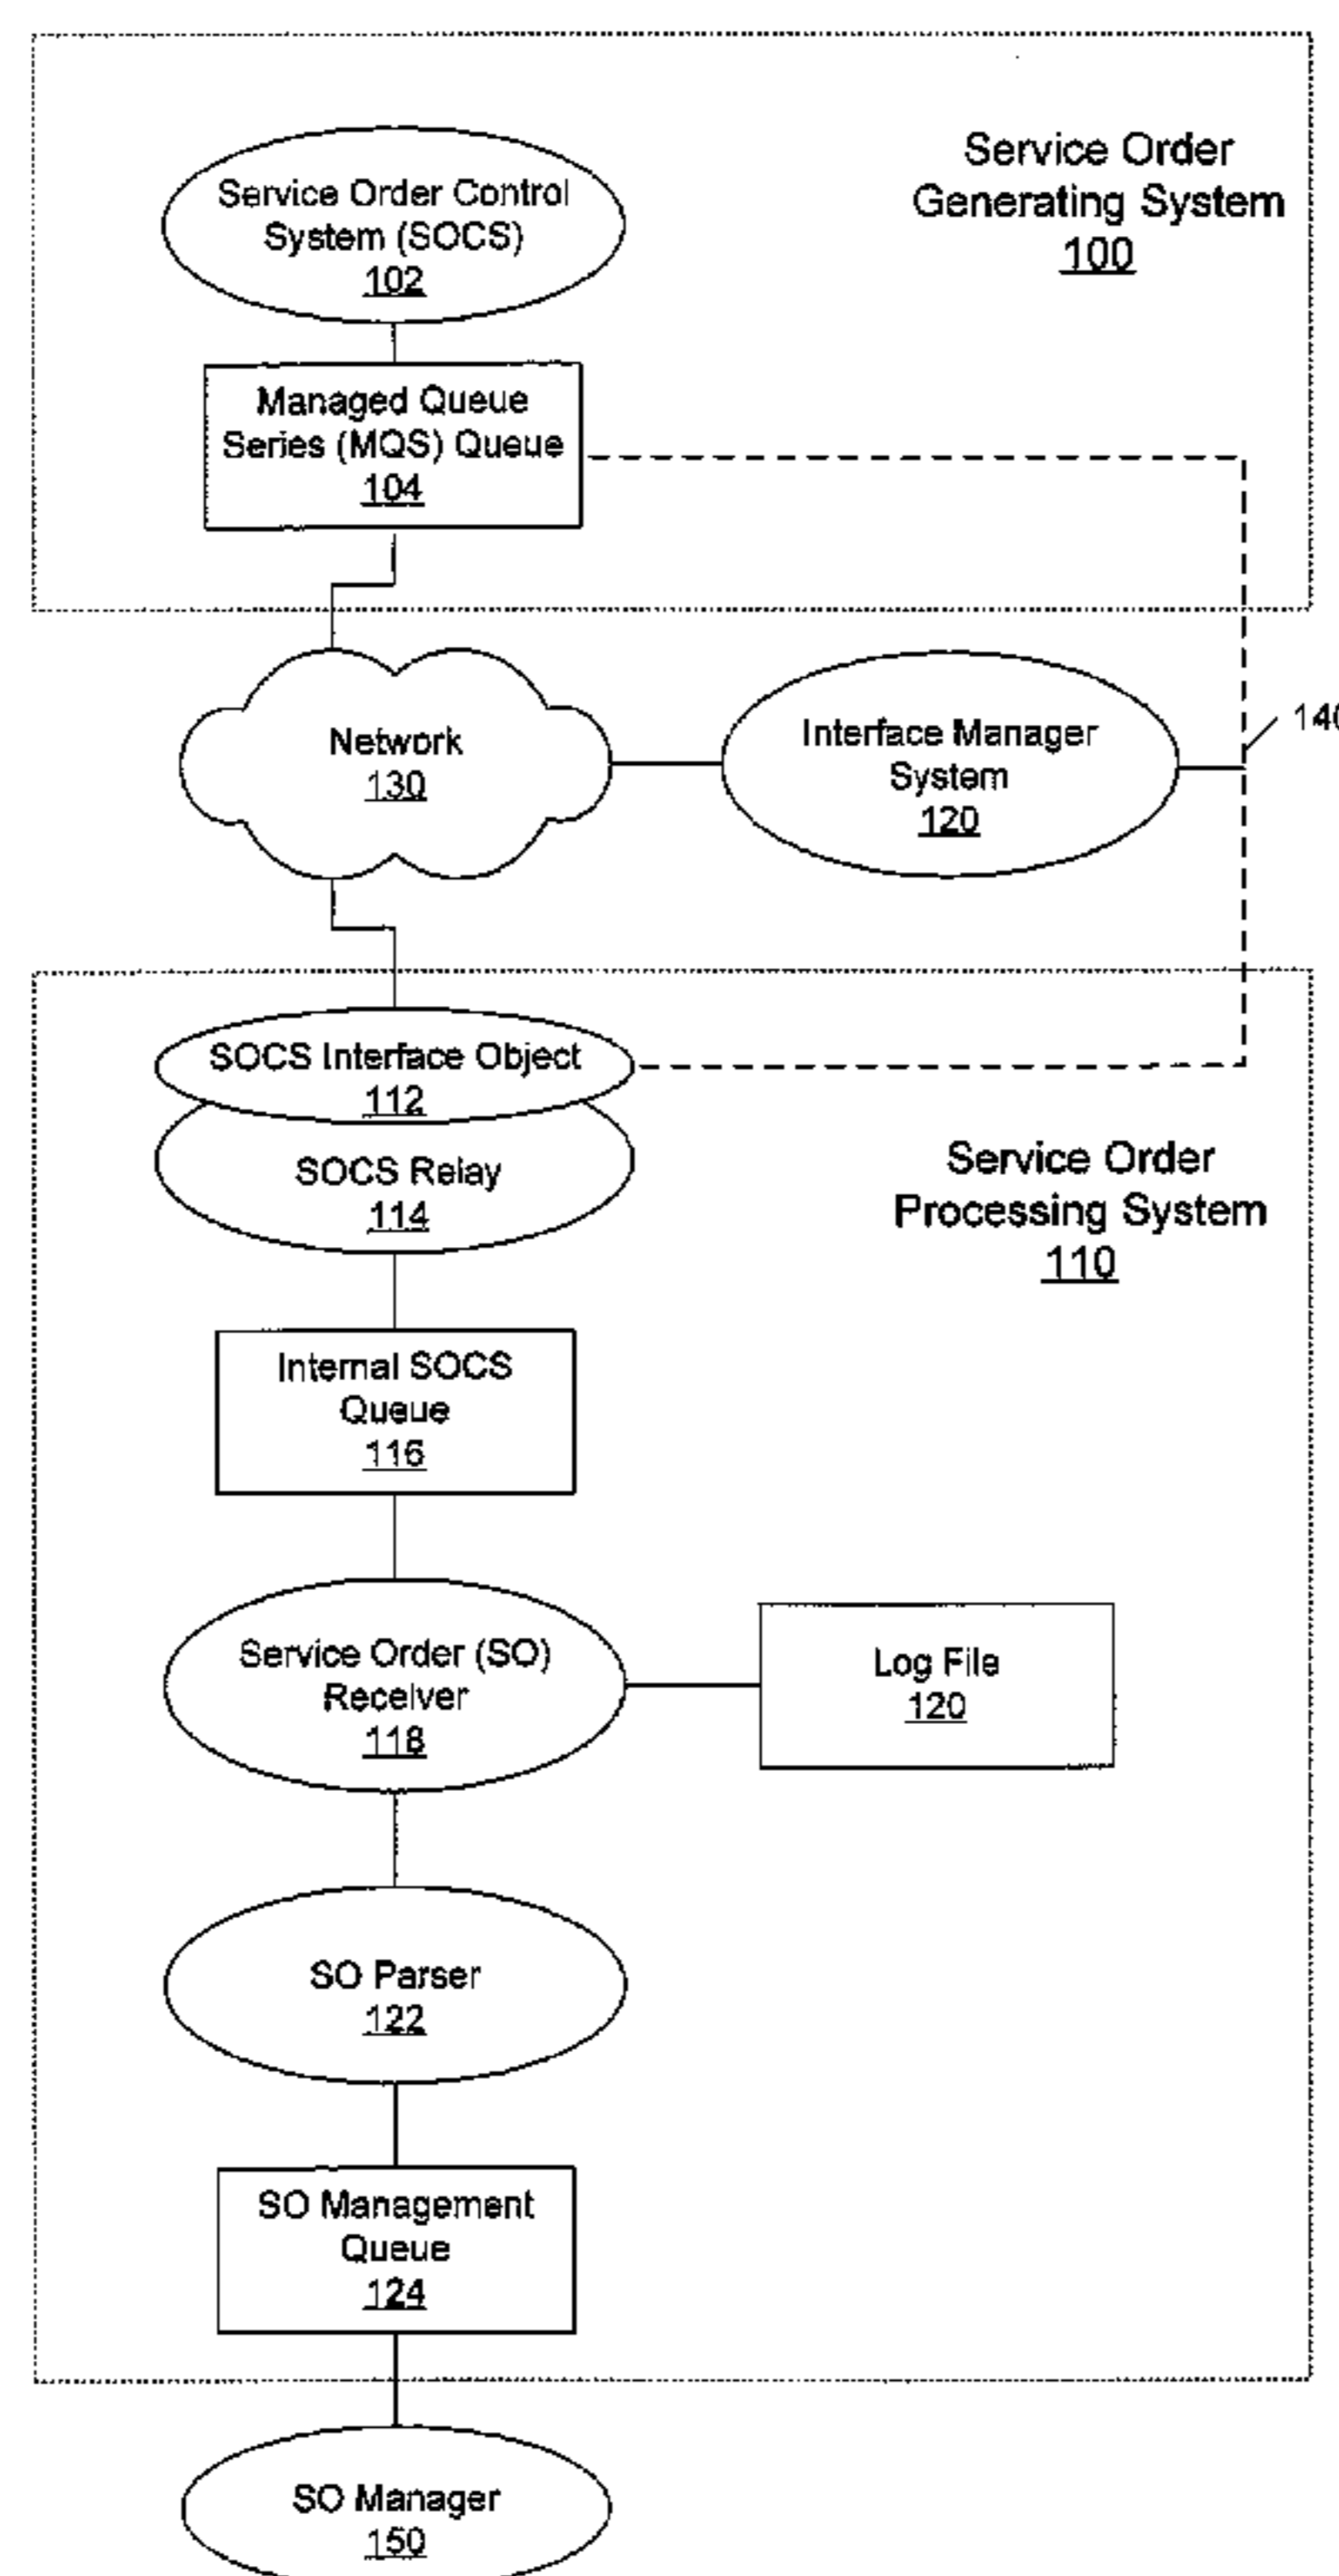 Service Order
Generating System
100
Service Order Control
System (SOCS)
102
Managed Queue
Series (MQS) Queue
104
Network
130
Interface Manager
System
120
140
SOCS Interface Object
112
SOCS Relay
114
Service Order
Processing System
110
Internal SOCS
Queue
116
Service Order (SO)
Receiver
118
Log File
120
SO Parser
122
SO Management
Queue
124
SO Manager
150